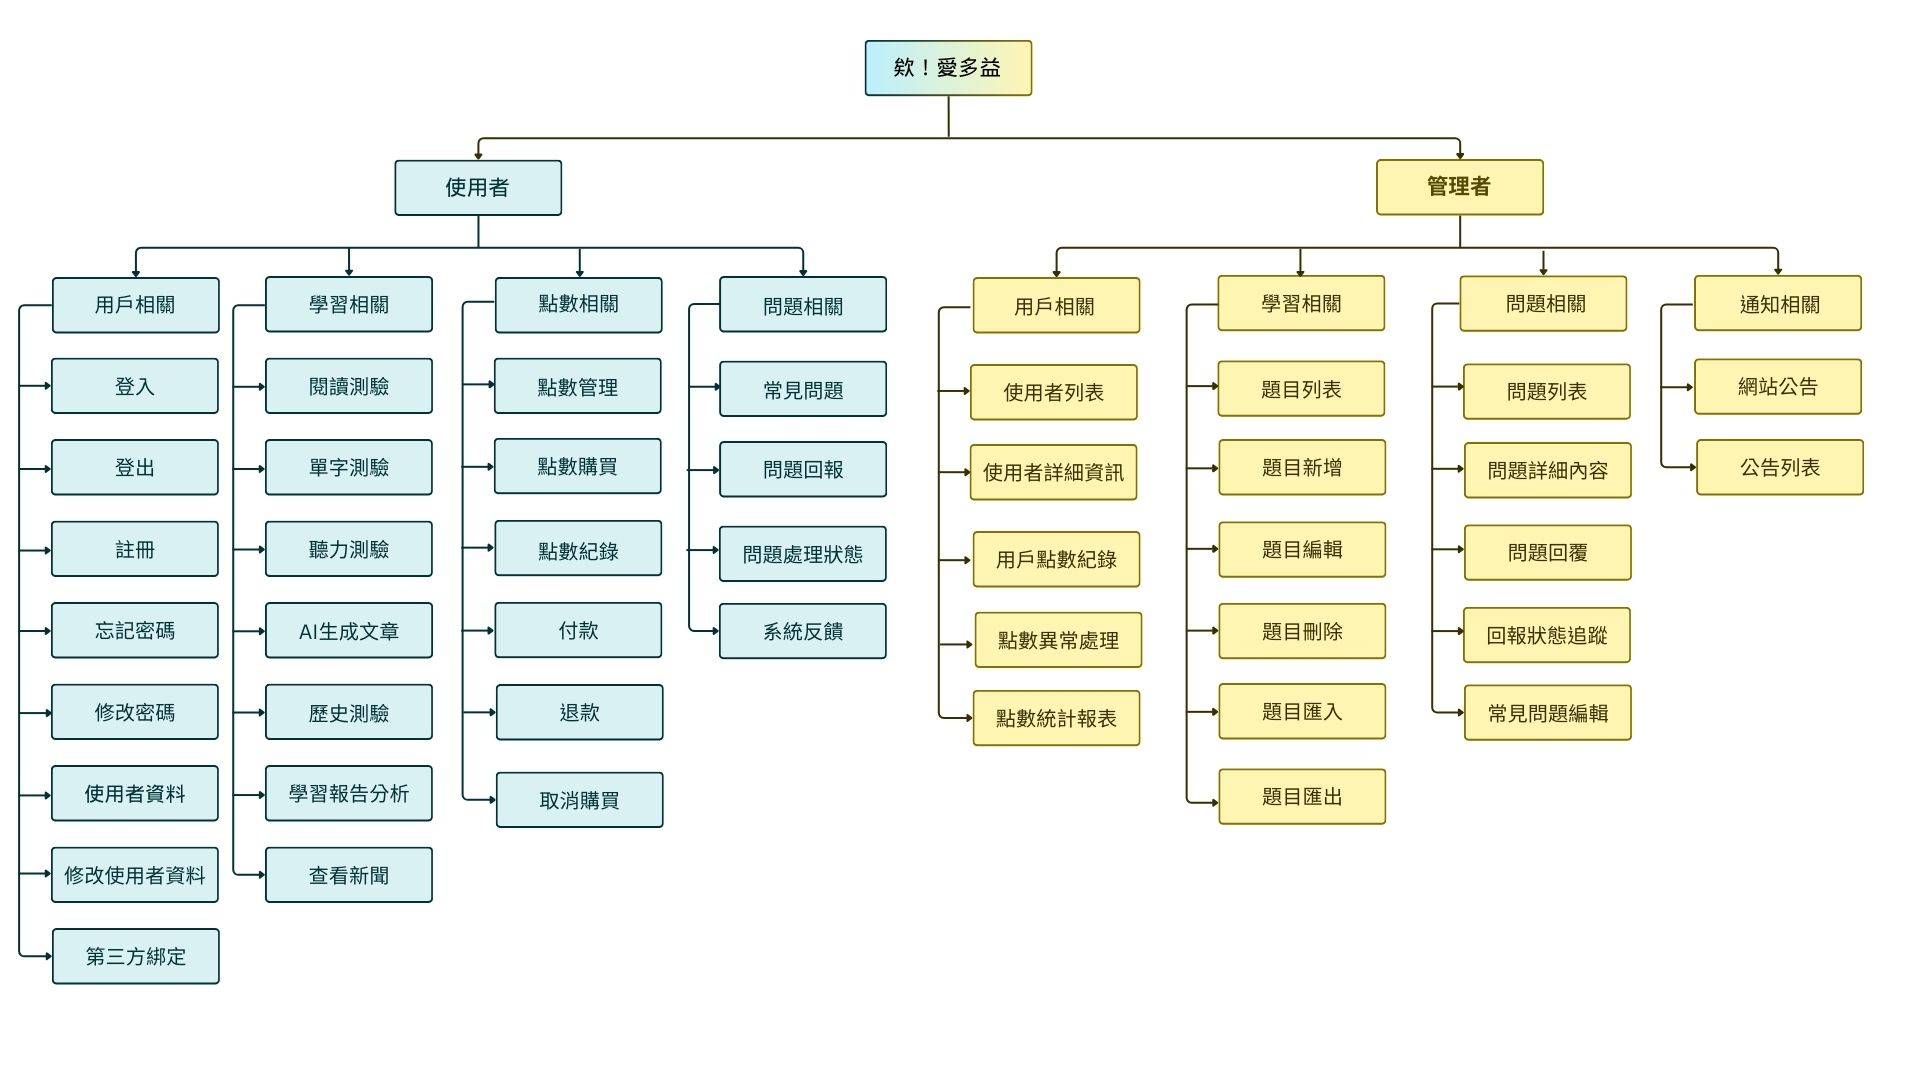 欸！愛多益
使用者
管理者
用戶相關
登入
登出
註冊
忘記密碼
修改密碼
使用者資料
修改使用者資料
第三方綁定
學習相關
閱讀測驗
單字測驗
聽力測驗
AI生成文章
歷史測驗
學習報告分析
查看新聞
點數相關
點數管理
點數購買
點數紀錄
付款
退款
取消購買
問題相關
常見問題
問題回報
問題處理狀態
系統反饋
用戶相關
使用者列表
使用者詳細資訊
用戶點數紀錄
點數異常處理
點數統計報表
學習相關
題目列表
題目新增
題目編輯
題目刪除
題目匯入
題目匯出
問題相關
問題列表
問題詳細內容
問題回覆
回報狀態追蹤
常見問題編輯
通知相關
網站公告
公告列表